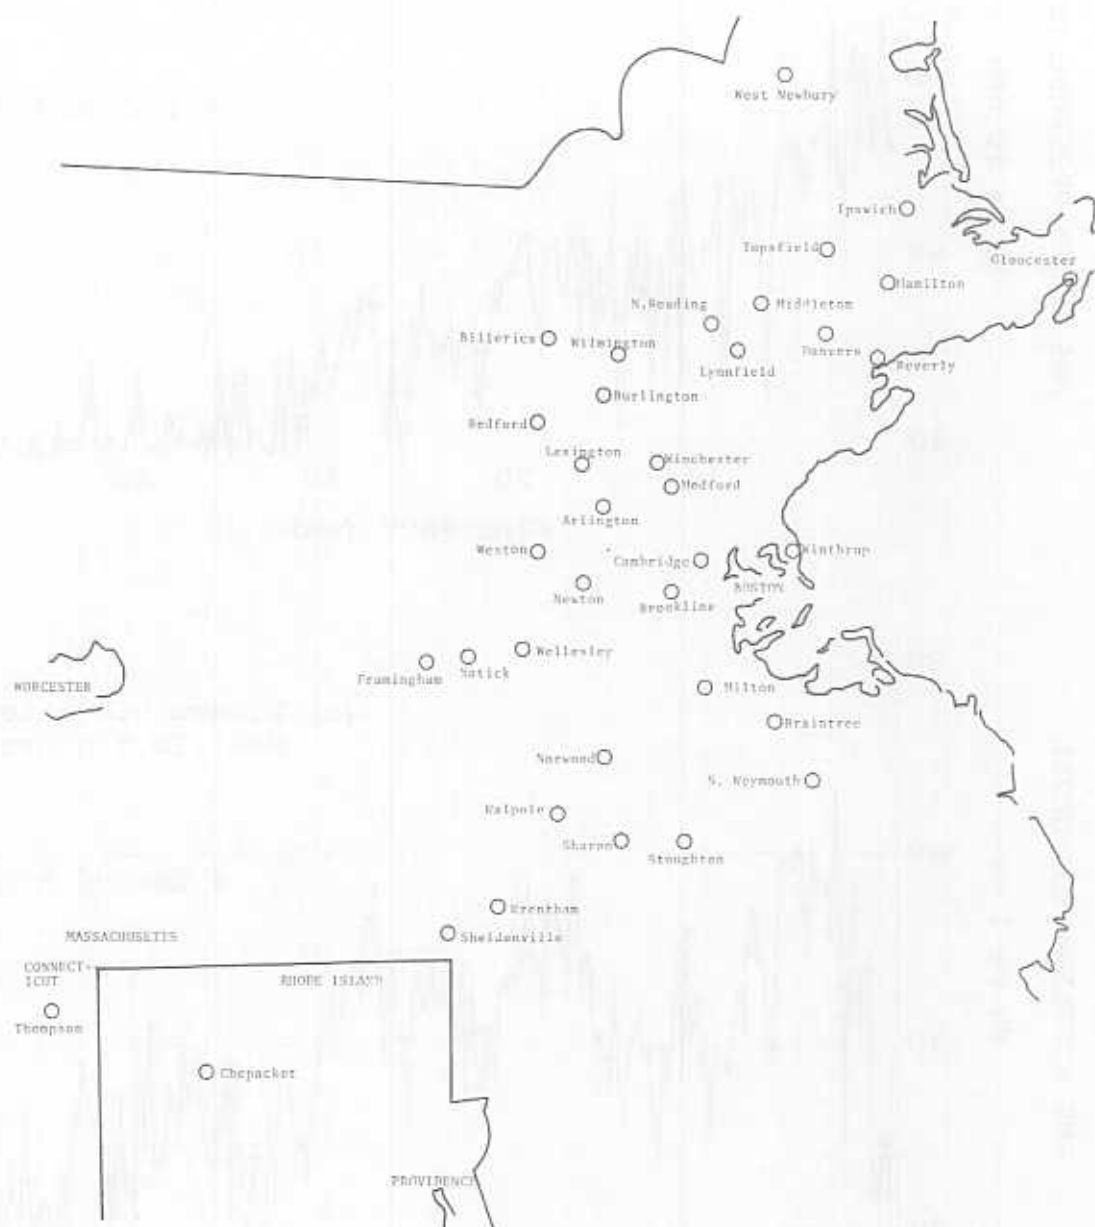 West Newbury
Ipswich
Topsfield
Gloucester
Hamilton
N.Reading
Middleton
Billerica
Wilmington
Danvers
Lynnfield
Beverly
Burlington
Bedford
Lexington
Winchester
Medford
Arlington
Weston
Cambridge
Winthrop
BOSTON
Newton
Brookline
Wellesley
Natick
Framingham
WORCESTER
Milton
Braintree
Norwood
S. Weymouth
Walpole
Sharon
Stoughton
Wrentham
MASSACHUSETTS
Sheldenville
CONNECT-
ICUT
RHODE ISLAND
Thompson
Chepacket
PROVIDENCE